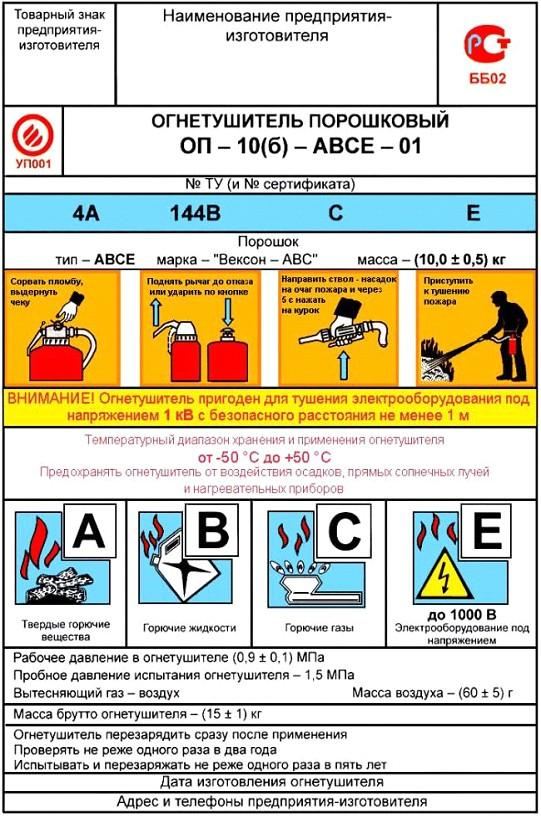 Товарный знак
предприятия-
изготовителя
Наименование предприятия-
изготовителя
РСТ
ББ02
УП001
ОГНЕТУШИТЕЛЬ ПОРОШКОВЫЙ
ОП – 10(б) – АВСЕ – 01
№ ТУ (и № сертификата)
4А 144В С Е
Порошок
тип – АВСЕ марка – "Вексон – АВС" масса – (10,0 ± 0,5) кг
Сорвать пломбу,
выдернуть
чеку
Поднять рычаг до отказа
или ударить по кнопке
Направить ствол - насадок
на очаг пожара и через
5 с нажать
на курок
Приступить
к тушению
пожара
ВНИМАНИЕ! Огнетушитель пригоден для тушения электрооборудования под
напряжением 1 кВ с безопасного расстояния не менее 1 м
Температурный диапазон хранения и применения огнетушителя
от -50 °С до +50 °С
Предохранять огнетушитель от воздействия осадков, прямых солнечных лучей
и нагревательных приборов
А
Твердые горючие
вещества
В
Горючие жидкости
С
Горючие газы
Е
до 1000 В
Электрооборудование под
напряжением
Рабочее давление в огнетушителе (0,9 ± 0,1) МПа
Пробное давление испытания огнетушителя – 1,5 МПа
Вытесняющий газ – воздух Масса воздуха – (60 ± 5) г
Масса брутто огнетушителя – (15 ± 1) кг
Огнетушитель перезарядить сразу после применения
Проверять не реже одного раза в два года
Испытывать и перезаряжать не реже одного раза в пять лет
Дата изготовления огнетушителя
Адрес и телефоны предприятия-изготовителя